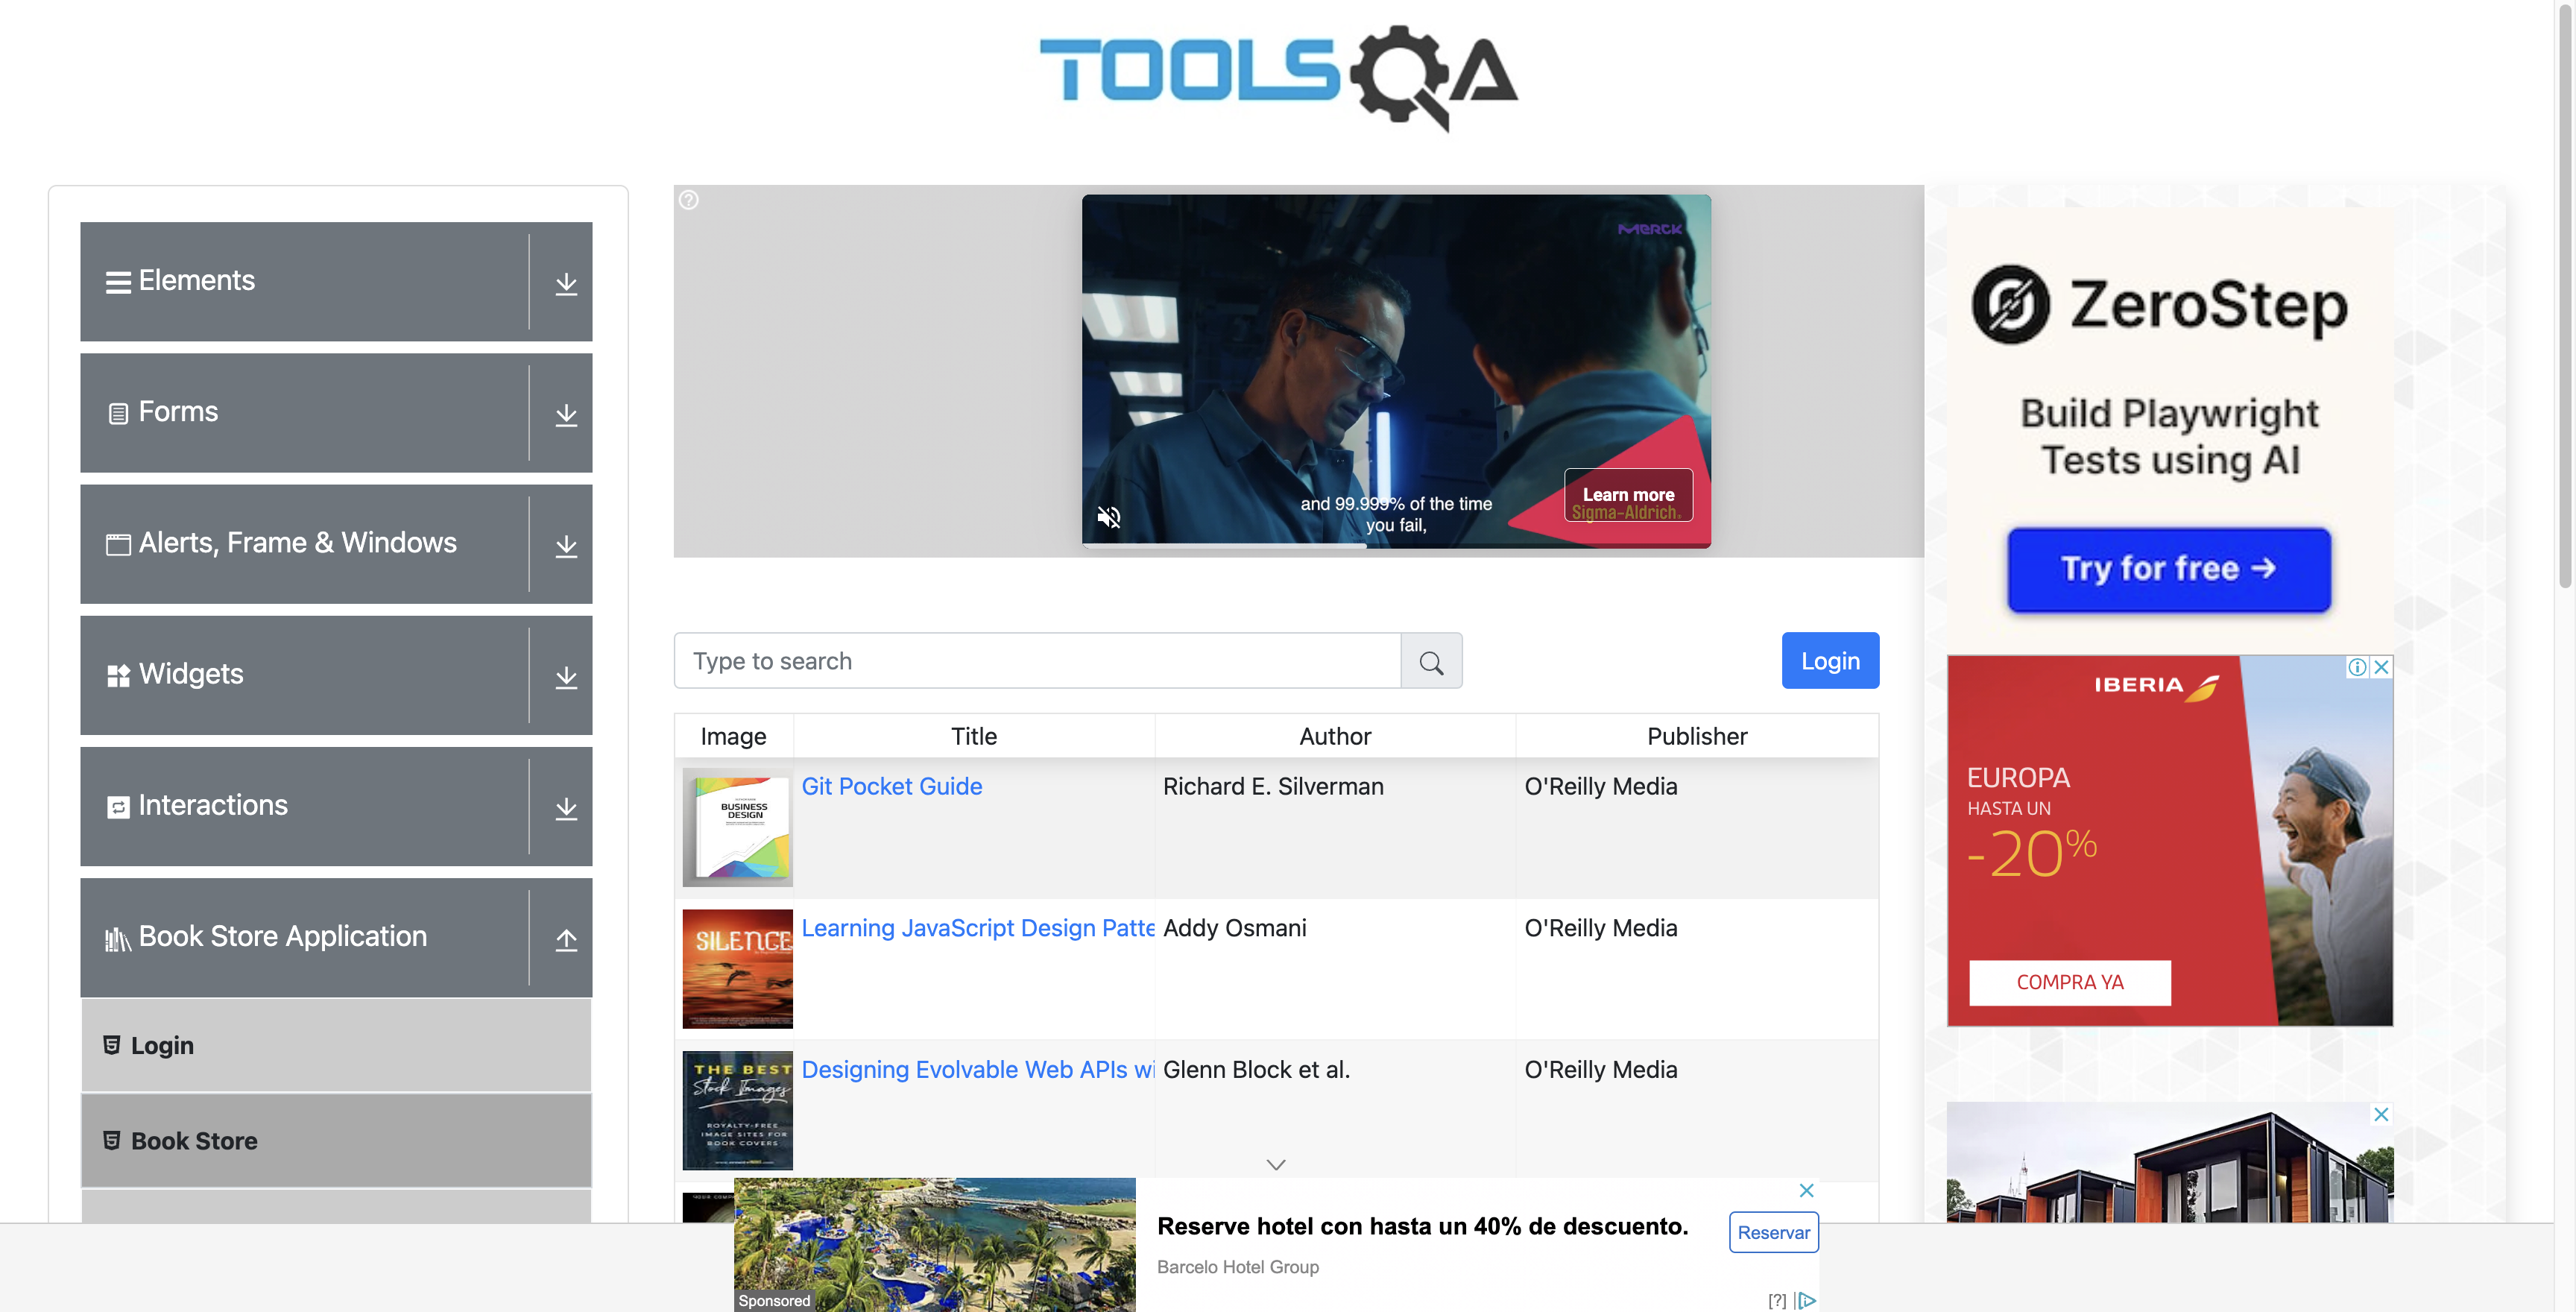 TOOLSQA
Elements
Forms
Alerts, Frame & Windows
Widgets
Interactions
Book Store Application
Login
Book Store
MERCK
and 99.999% of the time
you fail,
Learn more
Sigma-Aldrich.
Type to search
Login
Image Title Author Publisher
BUSINESS
DESIGN
Git Pocket Guide Richard E. Silverman O'Reilly Media
SILENCE
Learning JavaScript Design Patte Addy Osmani O'Reilly Media
THE BEST
Stock Images
ROYALTY-FREE
IMAGE SITES FOR
BOOK COVERS
Designing Evolvable Web APIs wi Glenn Block et al. O'Reilly Media
ZeroStep
Build Playwright
Tests using AI
Try for free →
IBERIA
EUROPA
HASTA UN
-20%
COMPRA YA
Reserve hotel con hasta un 40% de descuento.
Barcelo Hotel Group
Reservar
Sponsored
[?]